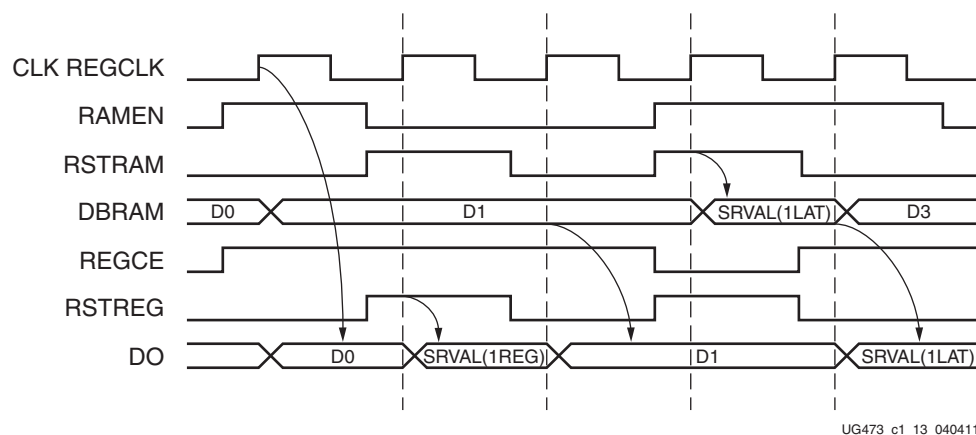 CLK REGCLK
RAMEN
RSTRAM
DBRAM D0 D1 SRVAL(1LAT) D3
REGCE
RSTREG
DO D0 SRVAL(1REG) D1 SRVAL(1LAT)
UG473_c1_13_040411